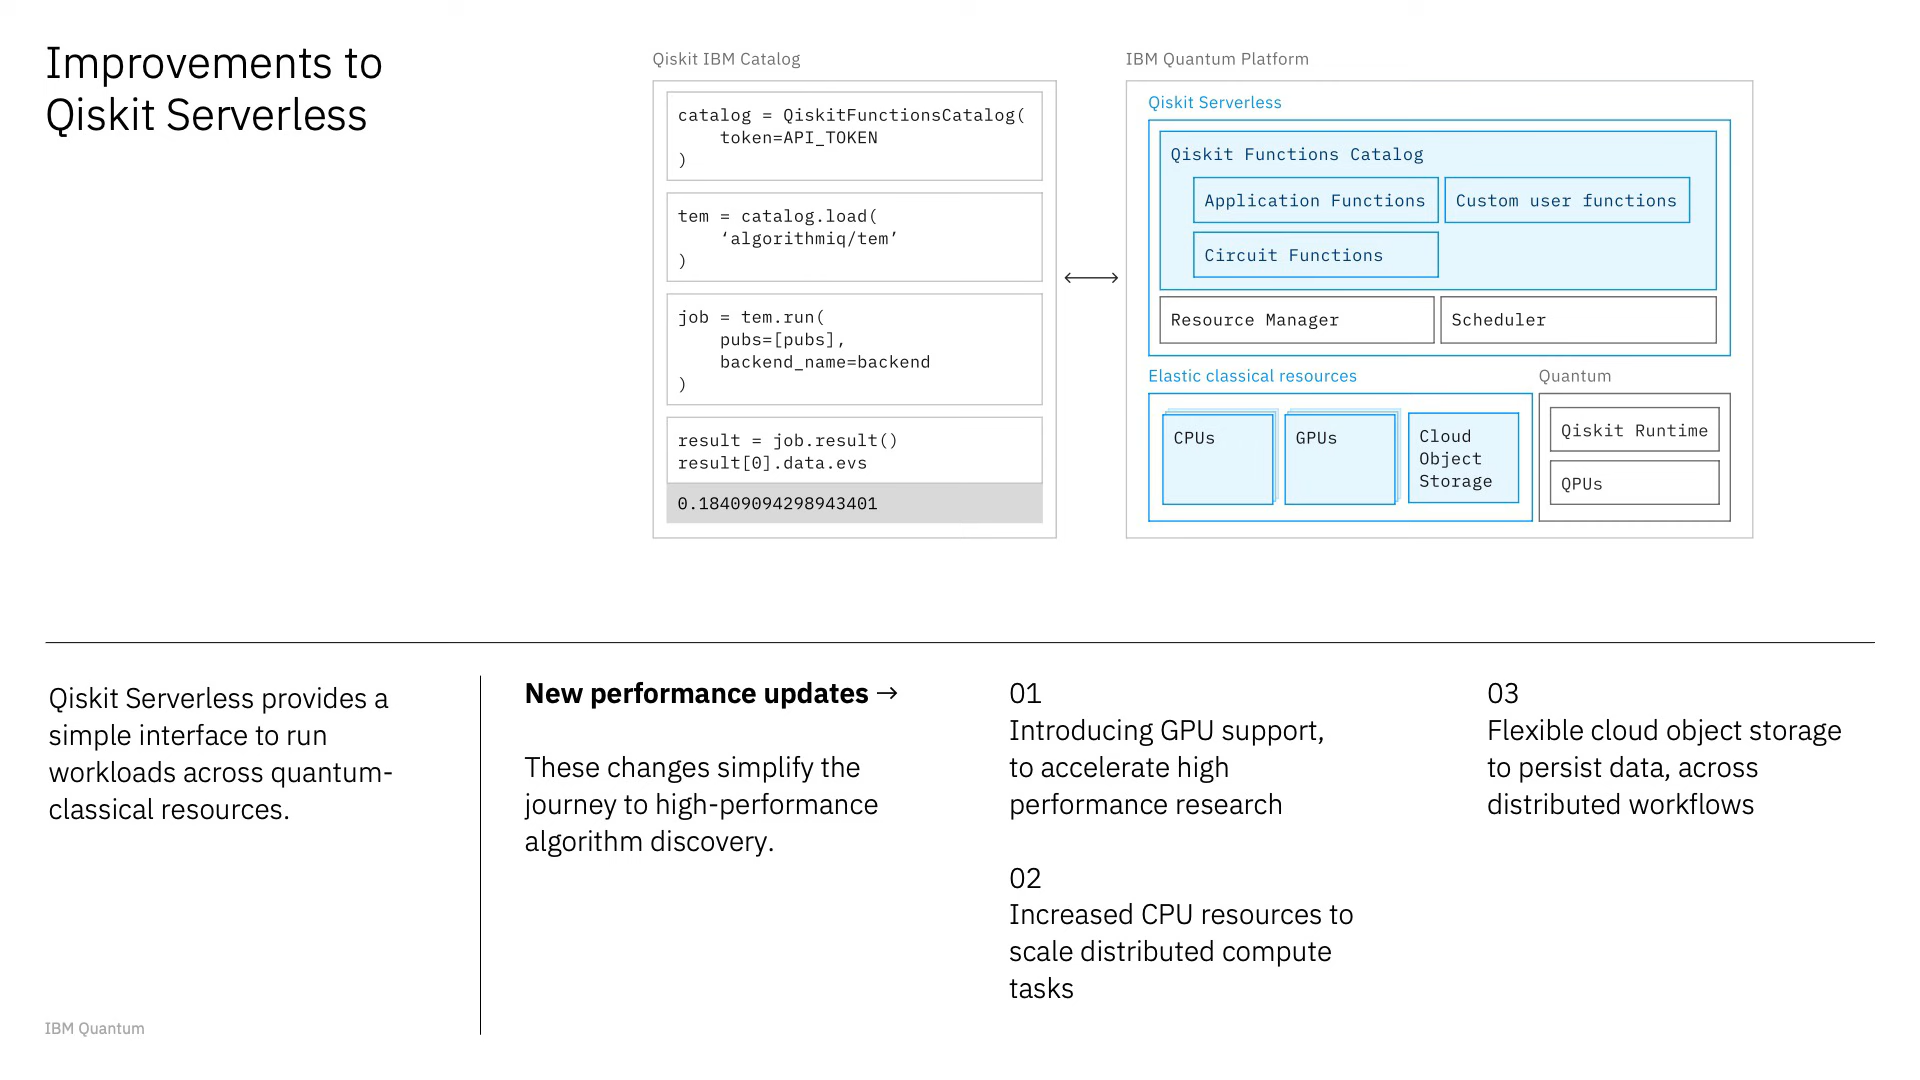 Improvements to
Qiskit Serverless
Qiskit IBM Catalog
catalog = QiskitFunctionsCatalog(
    token=API_TOKEN
)
tem = catalog.load(
    ‘algorithmiq/tem’
)
job = tem.run(
    pubs=[pubs],
    backend_name=backend
)
result = job.result()
result[0].data.evs
0.18409094298943401
IBM Quantum Platform
Qiskit Serverless
Qiskit Functions Catalog
Application Functions
Custom user functions
Circuit Functions
Resource Manager
Scheduler
Elastic classical resources
CPUs
GPUs
Cloud
Object
Storage
Quantum
Qiskit Runtime
QPUs
Qiskit Serverless provides a
simple interface to run
workloads across quantum-
classical resources.
New performance updates →
These changes simplify the
journey to high-performance
algorithm discovery.
01
Introducing GPU support,
to accelerate high
performance research
02
Increased CPU resources to
scale distributed compute
tasks
03
Flexible cloud object storage
to persist data, across
distributed workflows
IBM Quantum